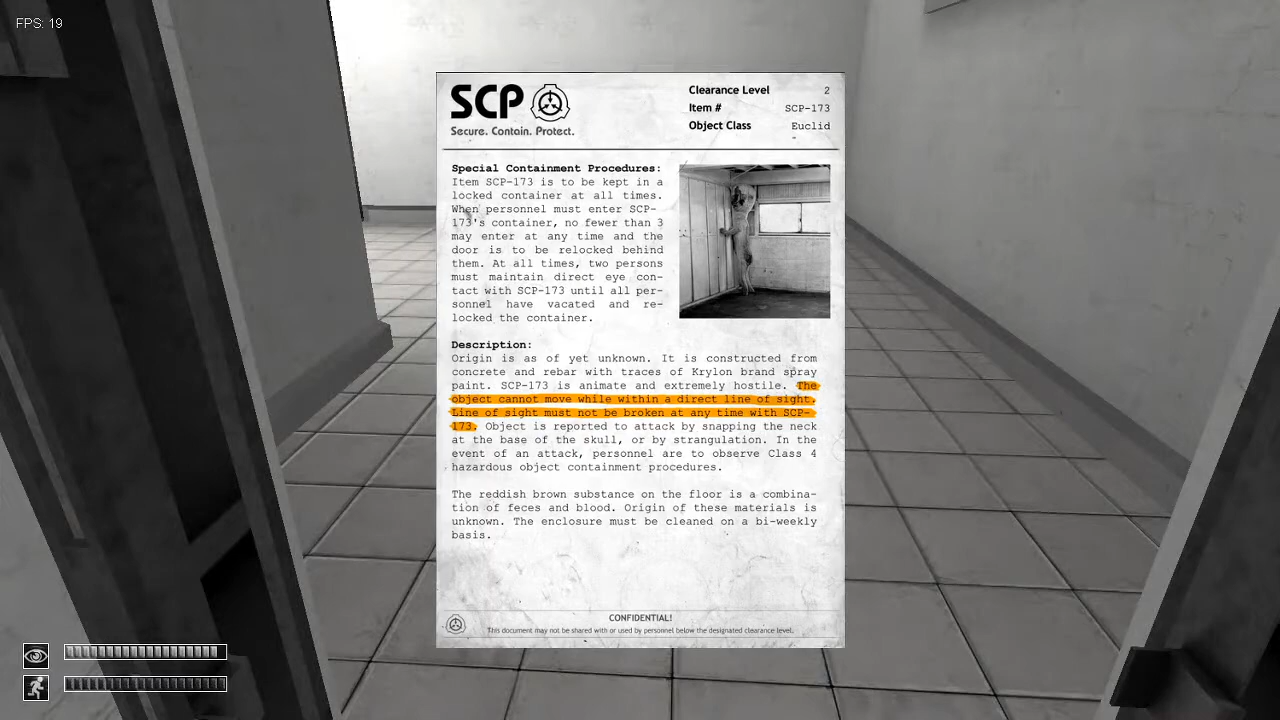 FPS: 19
SCP
Secure. Contain. Protect.
Clearance Level 2
Item # SCP-173
Object Class Euclid
Special Containment Procedures:
Item SCP-173 is to be kept in a
locked container at all times.
When personnel must enter SCP-
173's container, no fewer than 3
may enter at any time and the
door is to be relocked behind
them. At all times, two persons
must maintain direct eye con-
tact with SCP-173 until all per-
sonnel have vacated and re-
locked the container.
Description:
Origin is as of yet unknown. It is constructed from
concrete and rebar with traces of Krylon brand spray
paint. SCP-173 is animate and extremely hostile. The
object cannot move while within a direct line of sight.
Line of sight must not be broken at any time with SCP-
173. Object is reported to attack by snapping the neck
at the base of the skull, or by strangulation. In the
event of an attack, personnel are to observe Class 4
hazardous object containment procedures.
The reddish brown substance on the floor is a combina-
tion of feces and blood. Origin of these materials is
unknown. The enclosure must be cleaned on a bi-weekly
basis.
CONFIDENTIAL!
This document may not be shared with or used by personnel below the designated clearance level.